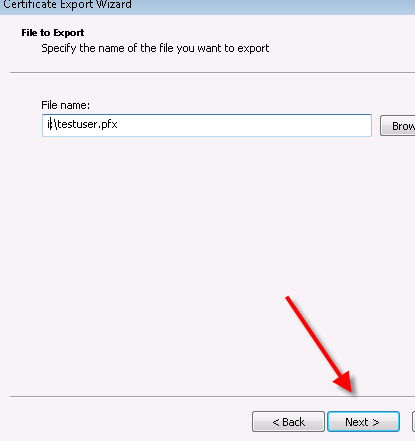 Certificate Export Wizard
File to Export
Specify the name of the file you want to export
File name:
i:\testuser.pfx
Brow
< Back
Next >